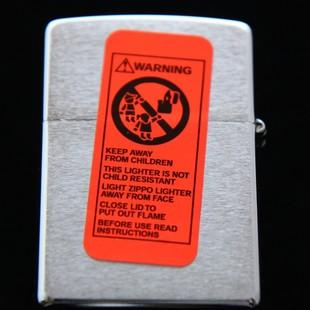 WARNING
KEEP AWAY
FROM CHILDREN
THIS LIGHTER IS NOT
CHILD RESISTANT
LIGHT ZIPPO LIGHTER
AWAY FROM FACE
CLOSE LID TO
PUT OUT FLAME
BEFORE USE READ
INSTRUCTIONS